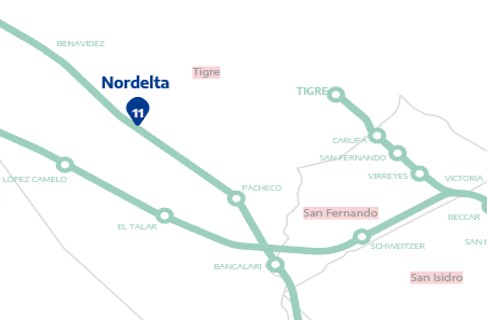 BENAVIDEZ
Nordelta
Tigre
11
TIGRE
CARUPA
SAN FERNANDO
VIRREYES
VICTORIA
LOPEZ CAMELO
PACHECO
San Fernando
BECCAR
EL TALAR
SCHWEITZER
SAN I
BANCALARI
San Isidro